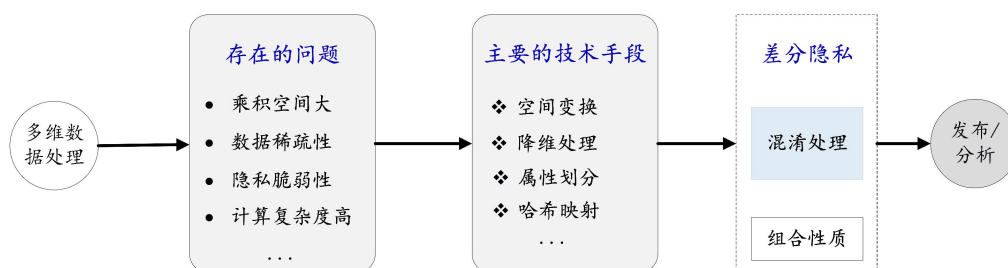 多维数
据处理
存在的问题
● 乘积空间大
● 数据稀疏性
● 隐私脆弱性
● 计算复杂度高
...
主要的技术手段
❖ 空间变换
❖ 降维处理
❖ 属性划分
❖ 哈希映射
...
差分隐私
混淆处理
组合性质
发布/
分析